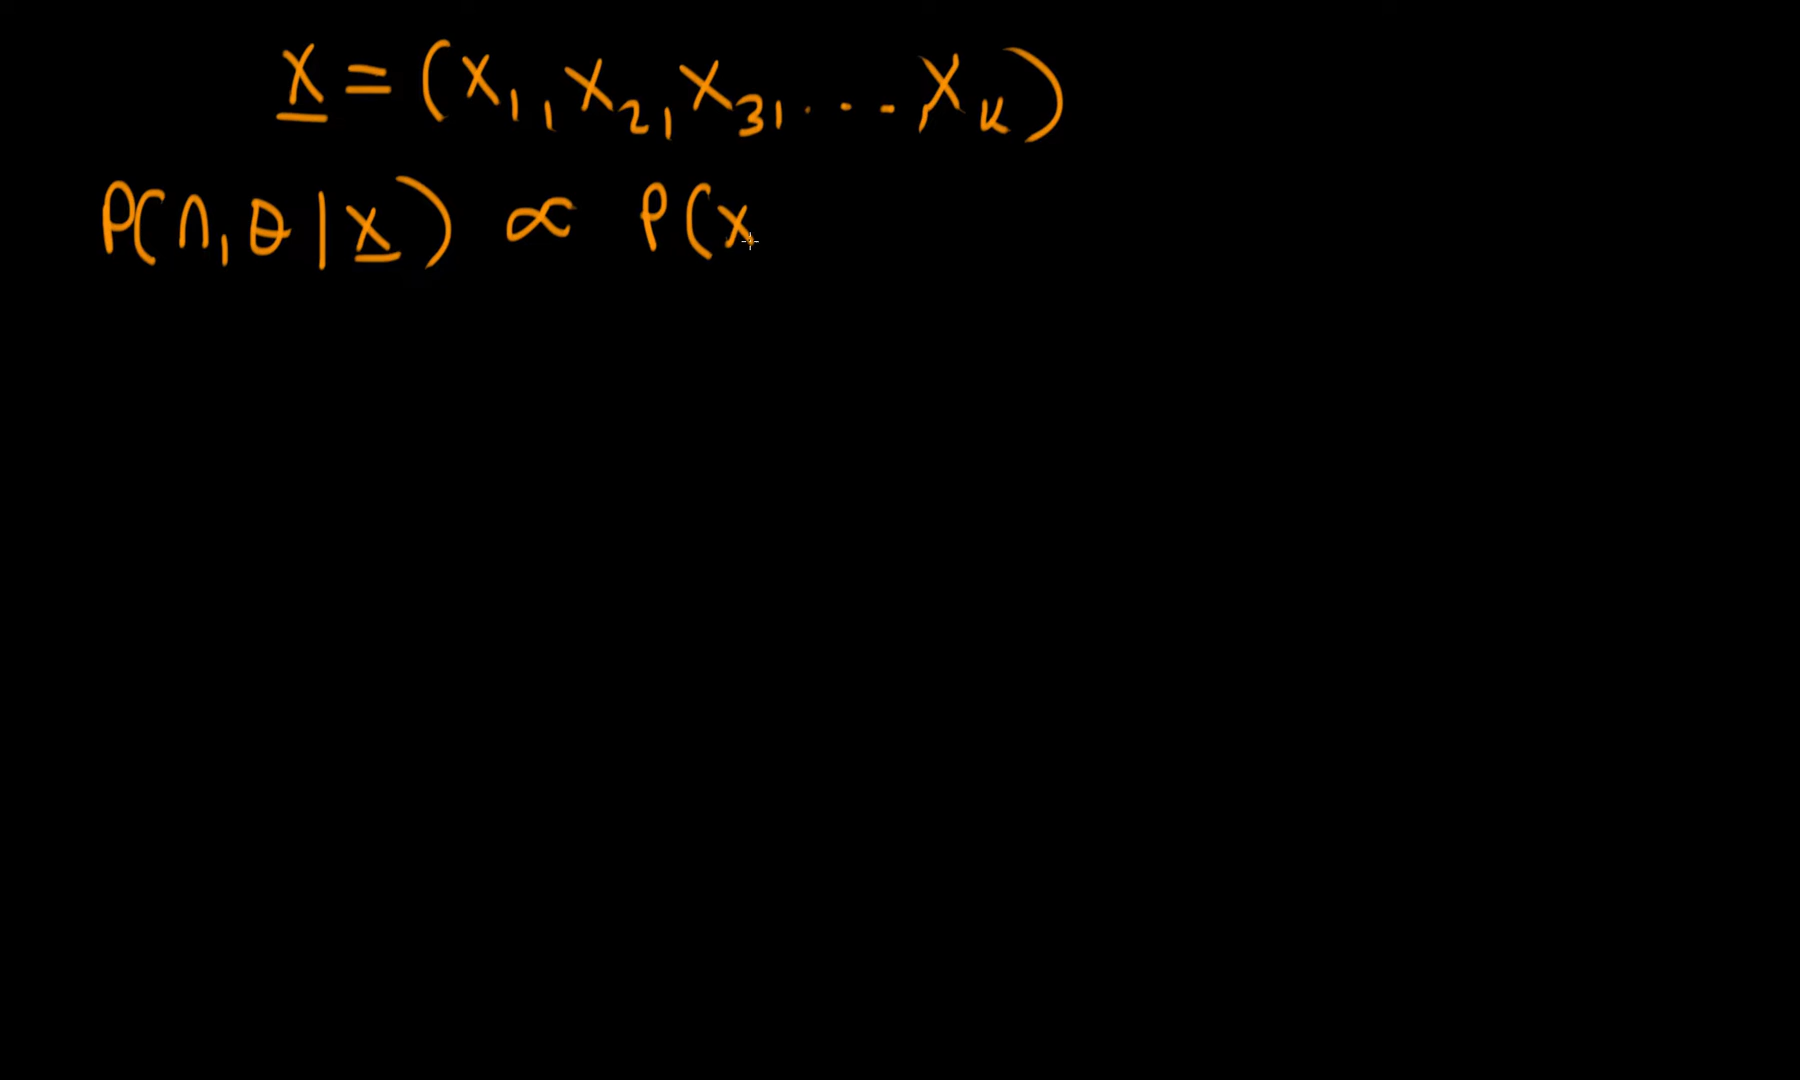 x = (x₁, x₂, x₃, ... xₖ)
P(n, θ | x) ∝ P(x